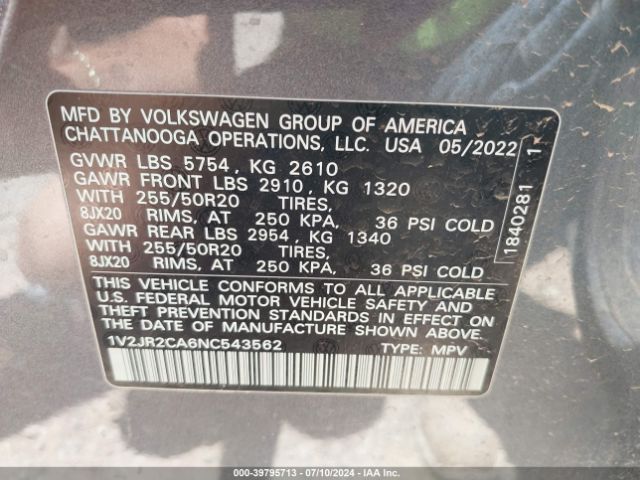 MFD BY VOLKSWAGEN GROUP OF AMERICA
CHATTANOOGA OPERATIONS, LLC. USA 05/2022
GVWR LBS 5754, KG 2610
GAWR FRONT LBS 2910, KG 1320
WITH 255/50R20 TIRES,
8JX20 RIMS, AT 250 KPA, 36 PSI COLD
GAWR REAR LBS 2954, KG 1340
WITH 255/50R20 TIRES,
8JX20 RIMS, AT 250 KPA, 36 PSI COLD
THIS VEHICLE CONFORMS TO ALL APPLICABLE
U.S. FEDERAL MOTOR VEHICLE SAFETY AND
THEFT PREVENTION STANDARDS IN EFFECT ON
THE DATE OF MANUFACTURE SHOWN ABOVE
1V2JR2CA6NC543562 TYPE: MPV
1840281 1
000-39795713 - 07/10/2024 - IAA Inc.